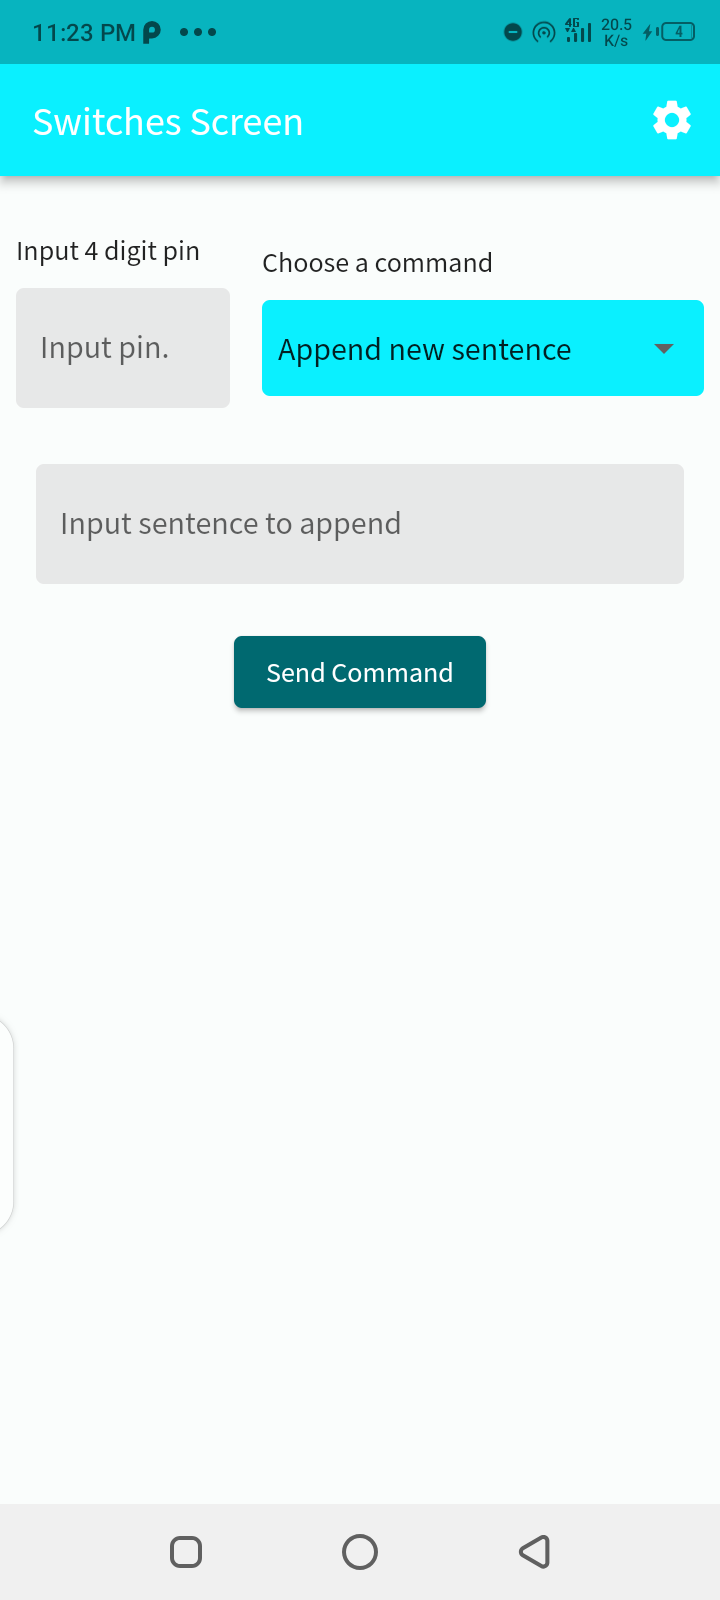 11:23 PM
4G
20.5
K/s
4
Switches Screen
Input 4 digit pin
Choose a command
Input pin.
Append new sentence
Input sentence to append
Send Command